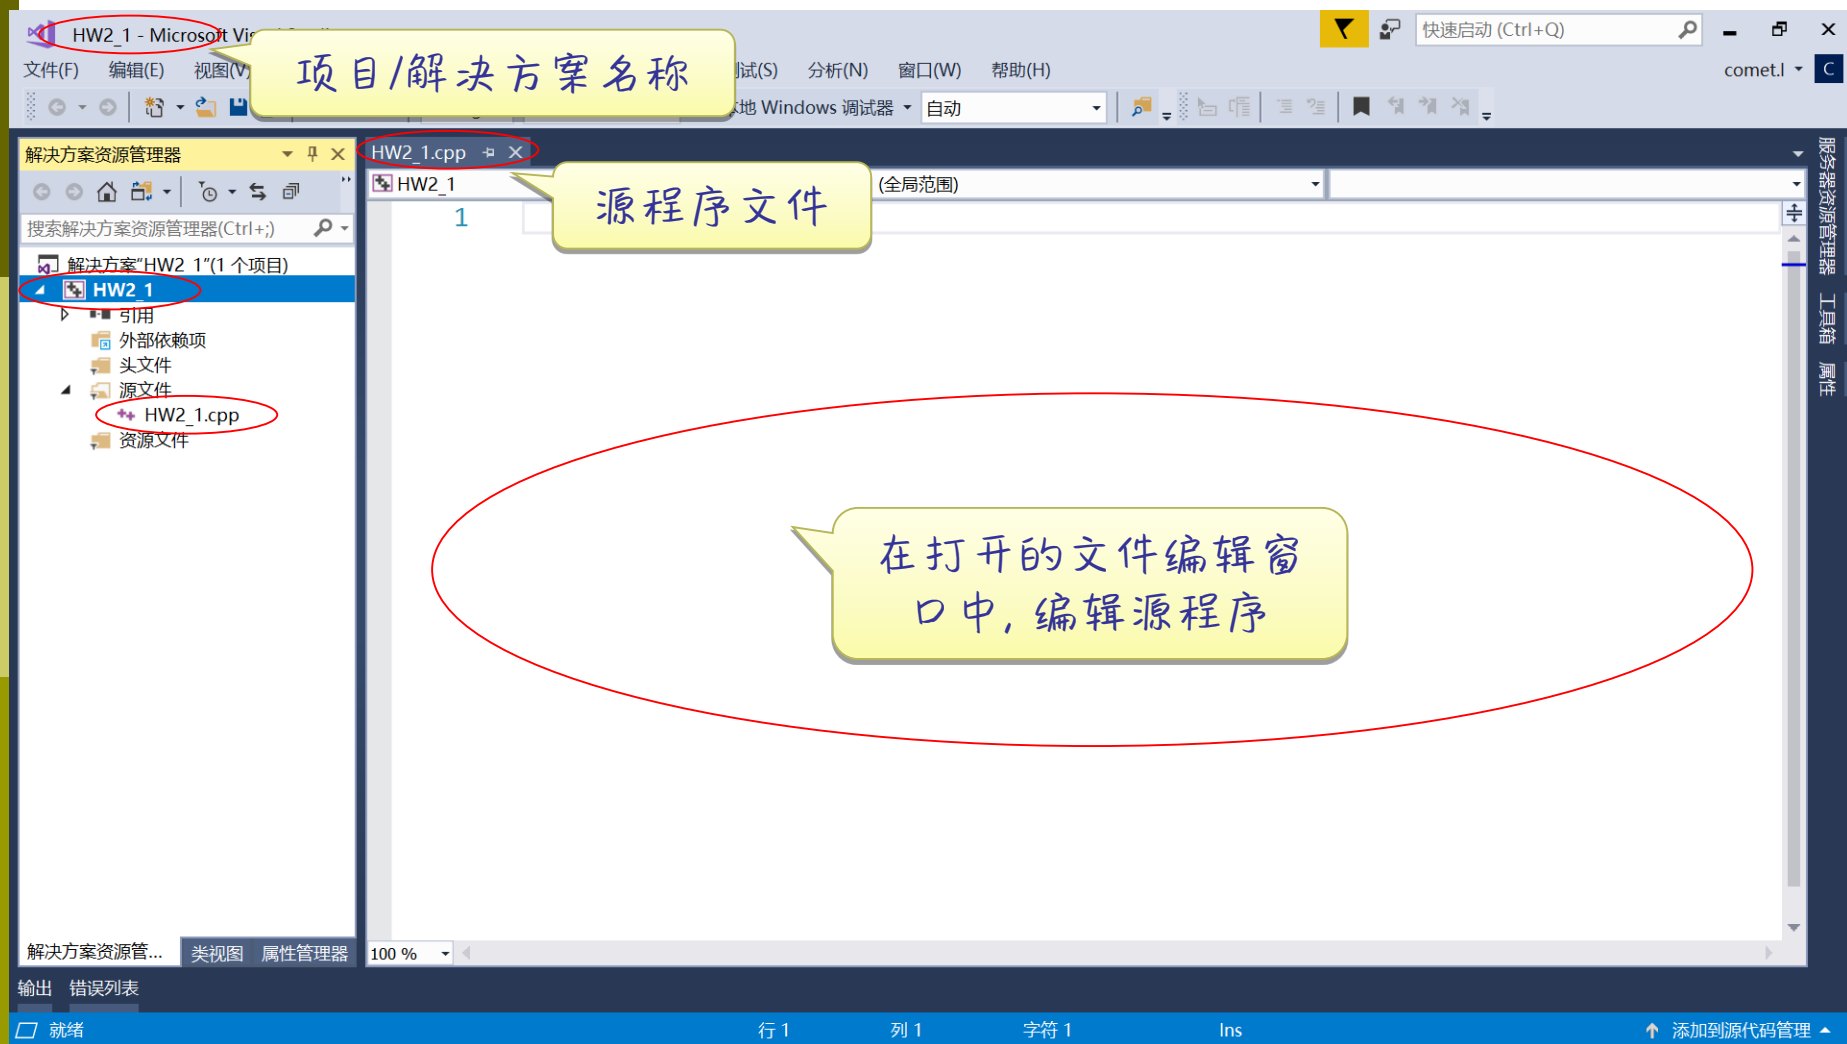 HW2_1 - Microsoft Vis
快速启动 (Ctrl+Q)
项目/解决方案名称
文件(F) 编辑(E) 视图(V) 试(S) 分析(N) 窗口(W) 帮助(H)
comet.l C
地 Windows 调试器 自动
解决方案资源管理器
HW2_1.cpp
HW2_1
(全局范围)
源程序文件
1
搜索解决方案资源管理器(Ctrl+;)
解决方案"HW2_1"(1 个项目)
HW2_1
引用
外部依赖项
头文件
源文件
HW2_1.cpp
资源文件
在打开的文件编辑窗
口中, 编辑源程序
服务器资源管理器
工具箱
属性
解决方案资源管... 类视图 属性管理器
100 %
输出 错误列表
就绪 行 1 列 1 字符 1 Ins 添加到源代码管理